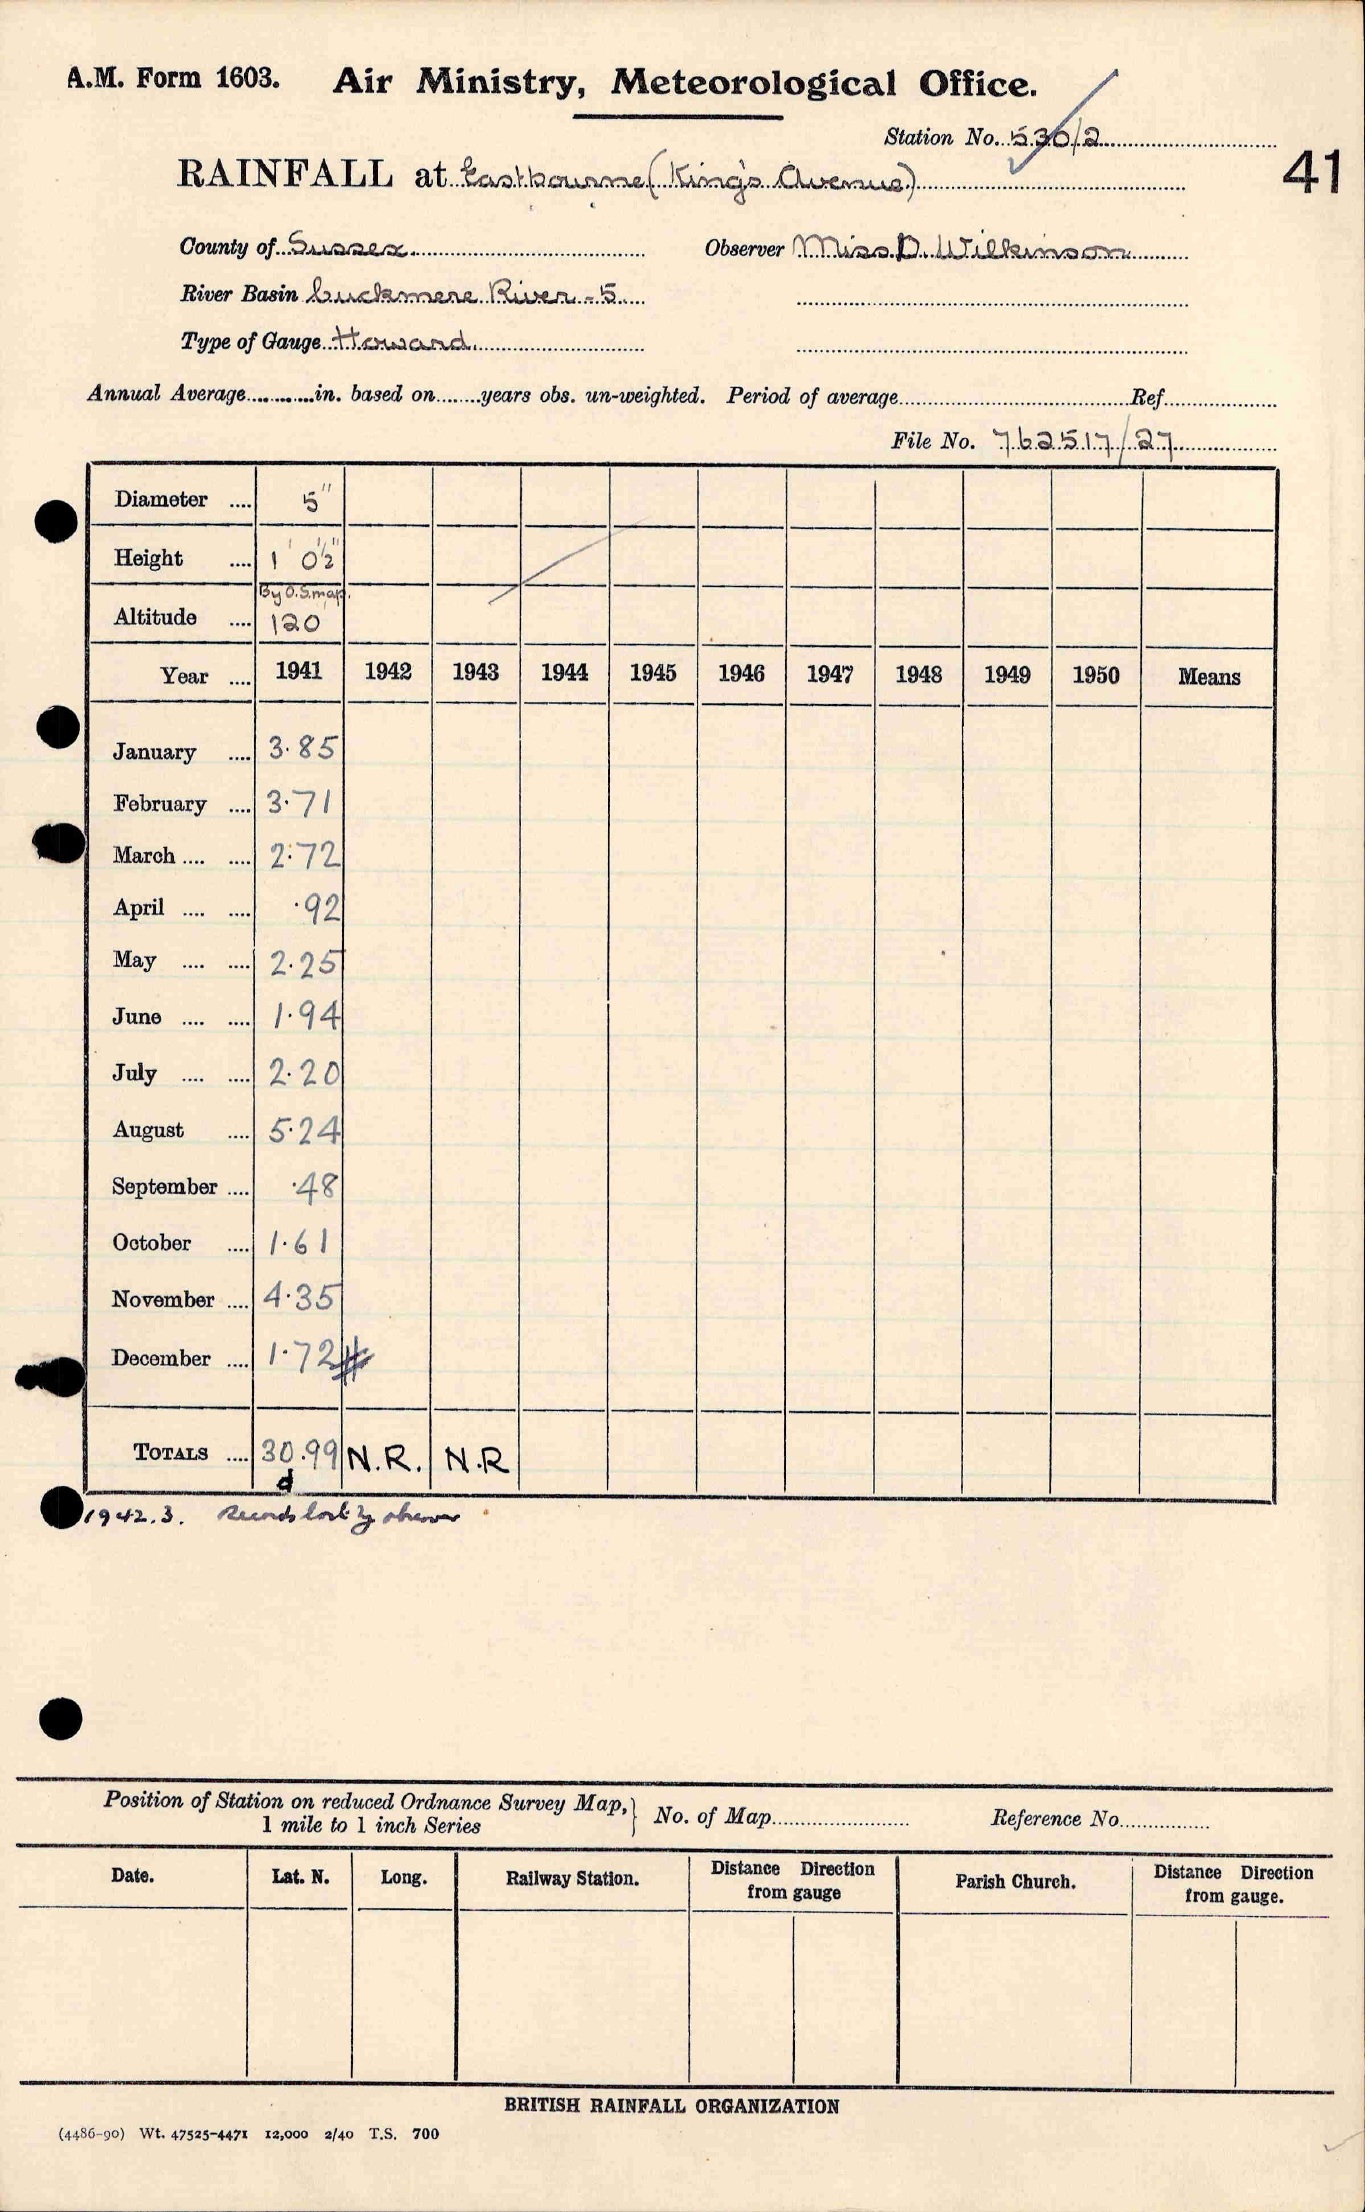 A.M. Form 1603. Air Ministry, Meteorological Office.
Station No. 530/2
41
RAINFALL at Eastbourne (King's Avenue)
County of Sussex Observer Miss D. Wilkinson
River Basin Cuckmere River - 5
Type of Gauge Howard
Annual Average............in. based on........years obs. un-weighted. Period of average........................Ref................
File No. 762517/27
Diameter .... 5"
Height .... 1' 0½"
By O.S. map.
Altitude .... 120
Year .... 1941 1942 1943 1944 1945 1946 1947 1948 1949 1950 Means
January .... 3.85
February .... 3.71
March .... .... 2.72
April .... .... .92
May .... .... 2.25
June .... .... 1.94
July .... .... 2.20
August .... 5.24
September .... .48
October .... 1.61
November .... 4.35
December .... 1.72 #
TOTALS .... 30.99 N.R. N.R
d
1942.3. Records lost by observer
Position of Station on reduced Ordnance Survey Map, } No. of Map........................ Reference No................
1 mile to 1 inch Series
Date. Lat. N. Long. Railway Station. Distance Direction from gauge Parish Church. Distance Direction from gauge.
BRITISH RAINFALL ORGANIZATION
(4486-90) Wt. 47525-4471 12,000 2/40 T.S. 700